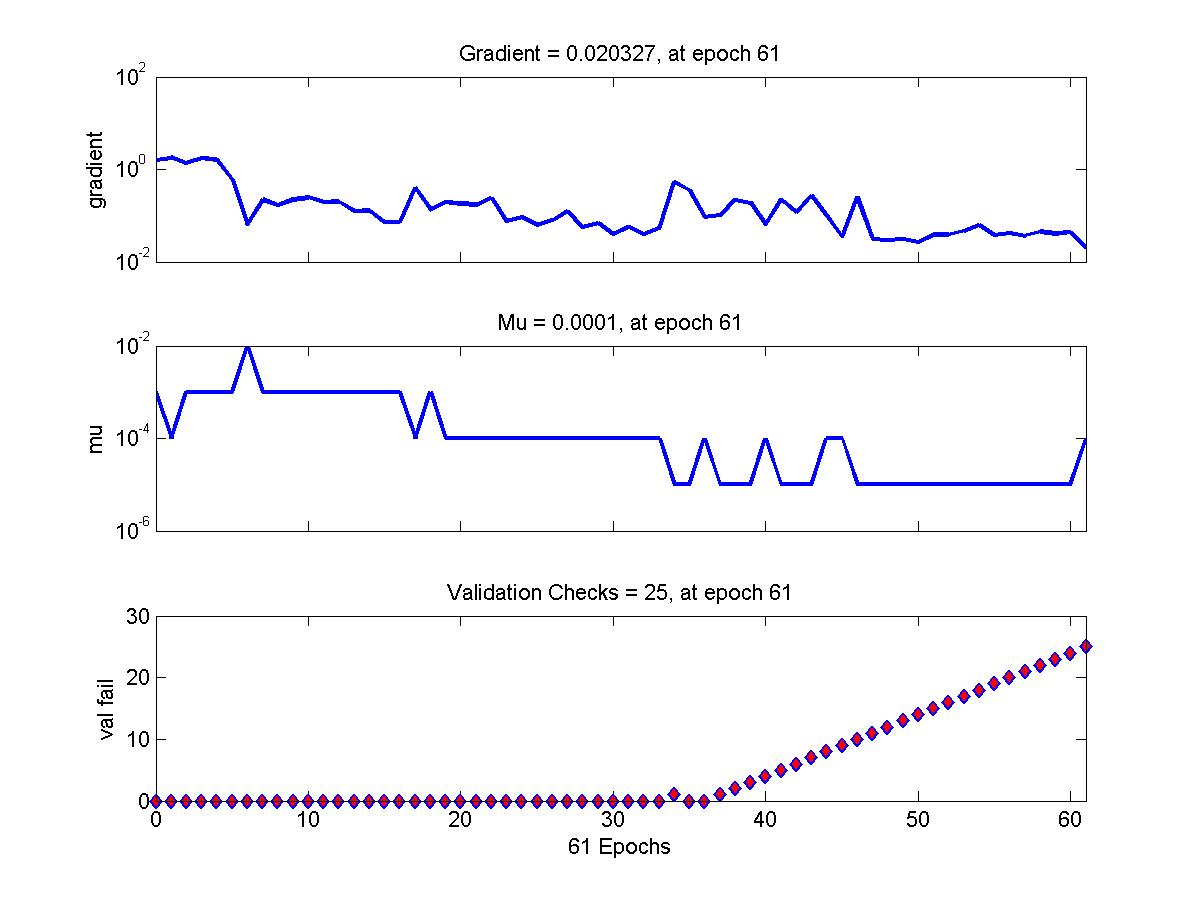 Gradient = 0.020327, at epoch 61
10^2
10^0
10^-2
gradient
Mu = 0.0001, at epoch 61
10^-2
10^-4
10^-6
mu
Validation Checks = 25, at epoch 61
30
20
10
0
val fail
0 10 20 30 40 50 60
61 Epochs